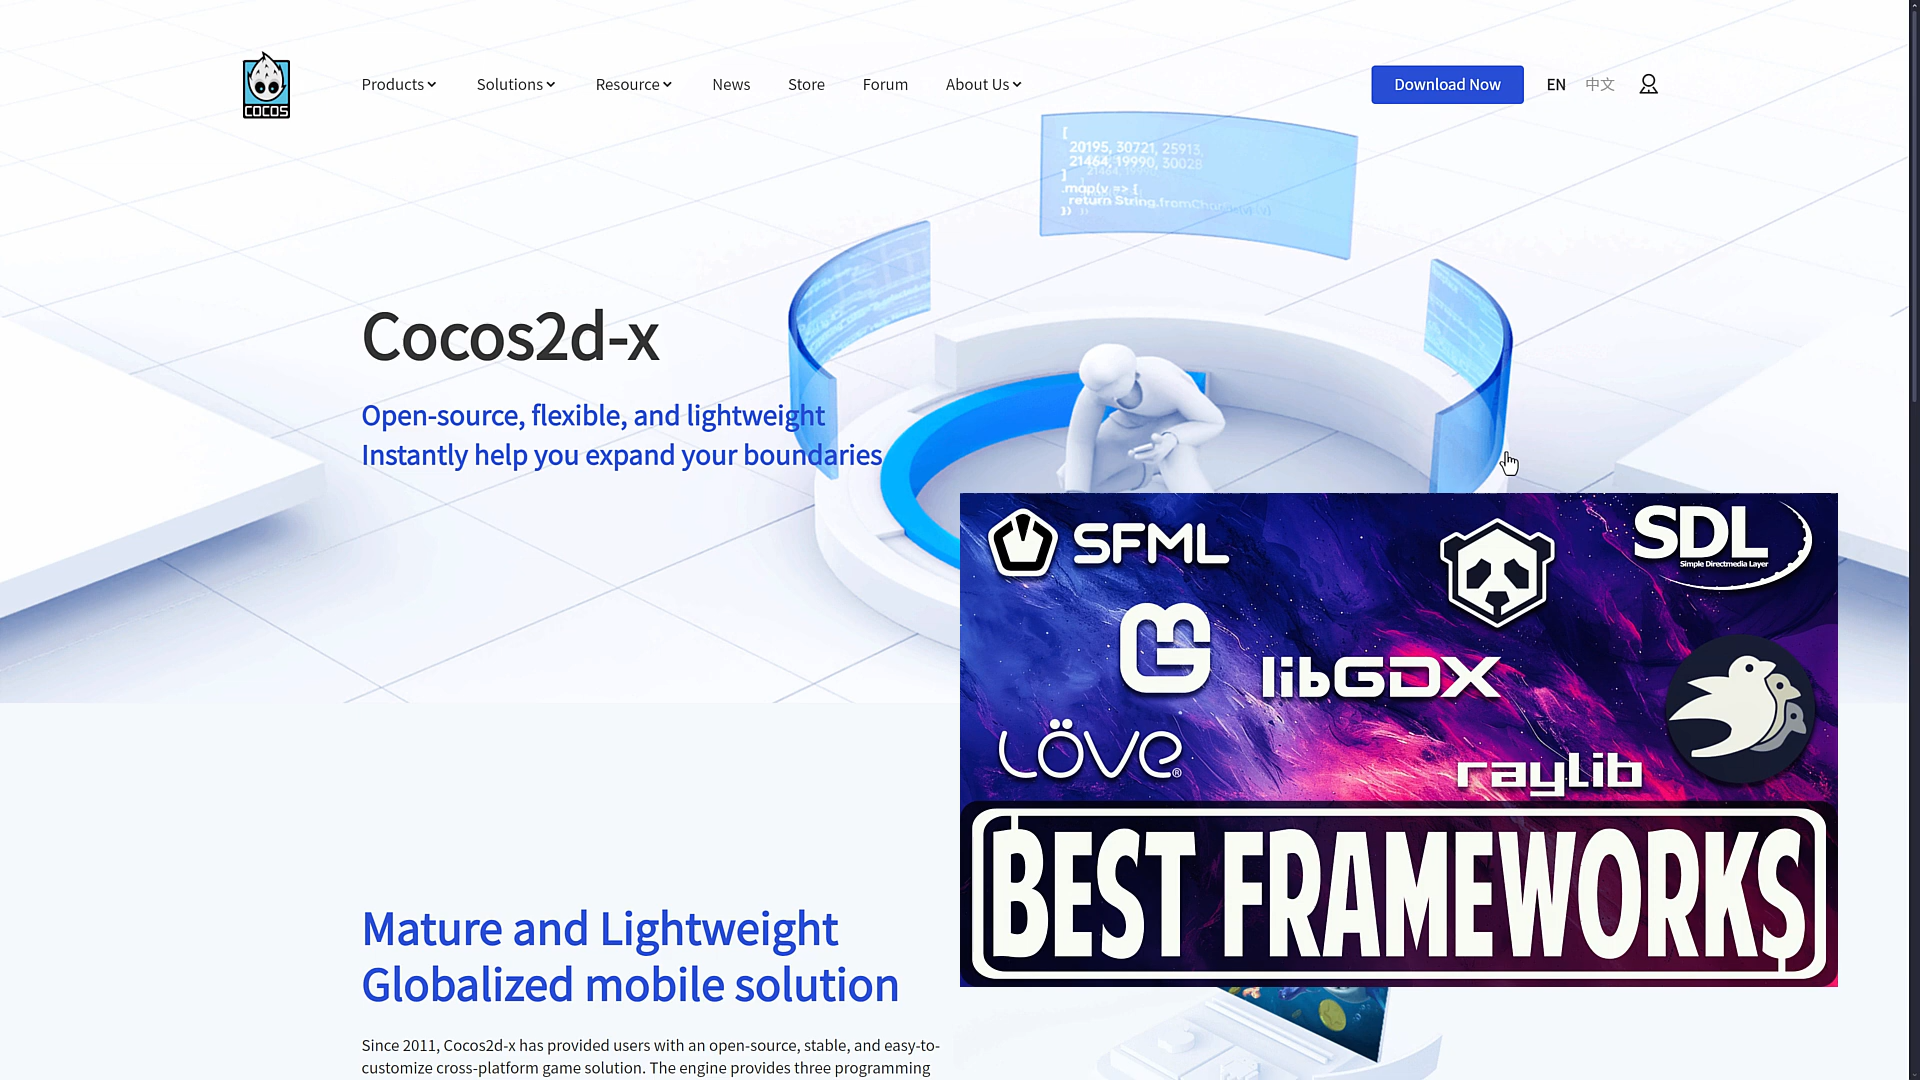 COCOS
Products
Solutions
Resource
News
Store
Forum
About Us
Download Now
EN
中文
[
20195, 30721, 25913,
21464, 19990, 30028
]
.map(v => {
return String.fromCharCode(v)
})
Cocos2d-x
Open-source, flexible, and lightweight
Instantly help you expand your boundaries
SFML
SDL
Simple Directmedia Layer
libGDX
LÖVE®
raylib
BEST FRAMEWORKS
Mature and Lightweight
Globalized mobile solution
Since 2011, Cocos2d-x has provided users with an open-source, stable, and easy-to-
customize cross-platform game solution. The engine provides three programming